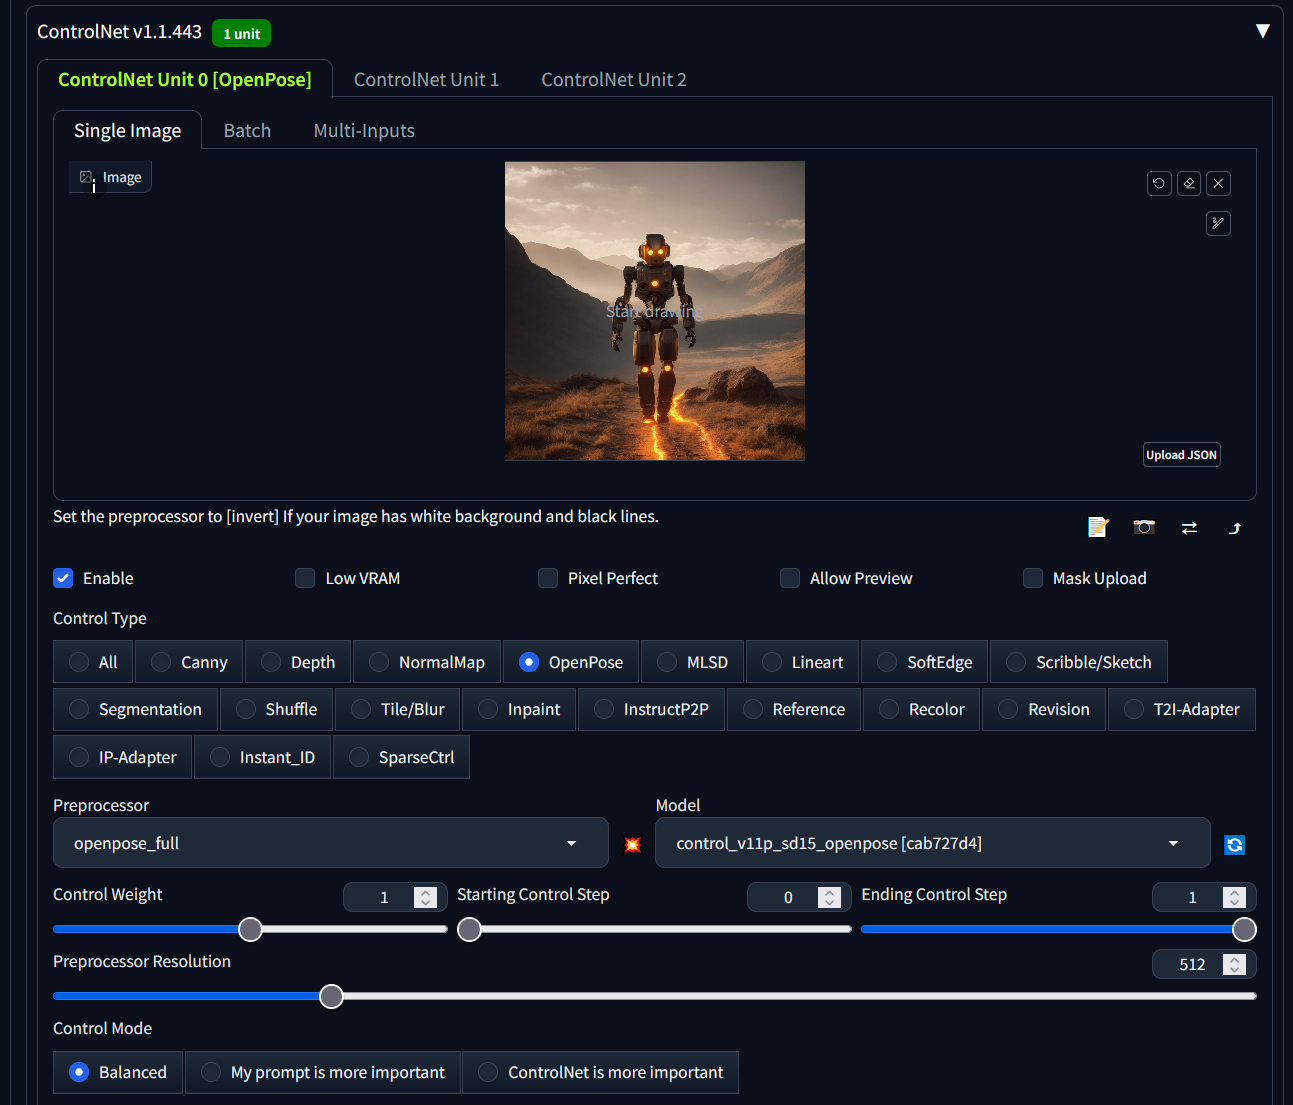 ControlNet v1.1.443 1 unit
ControlNet Unit 0 [OpenPose] ControlNet Unit 1 ControlNet Unit 2
Single Image Batch Multi-Inputs
Image
Start drawing
Upload JSON
Set the preprocessor to [invert] If your image has white background and black lines.
Enable Low VRAM Pixel Perfect Allow Preview Mask Upload
Control Type
All Canny Depth NormalMap OpenPose MLSD Lineart SoftEdge Scribble/Sketch
Segmentation Shuffle Tile/Blur Inpaint InstructP2P Reference Recolor Revision T2I-Adapter
IP-Adapter Instant_ID SparseCtrl
Preprocessor Model
openpose_full control_v11p_sd15_openpose [cab727d4]
Control Weight 1 Starting Control Step 0 Ending Control Step 1
Preprocessor Resolution 512
Control Mode
Balanced My prompt is more important ControlNet is more important